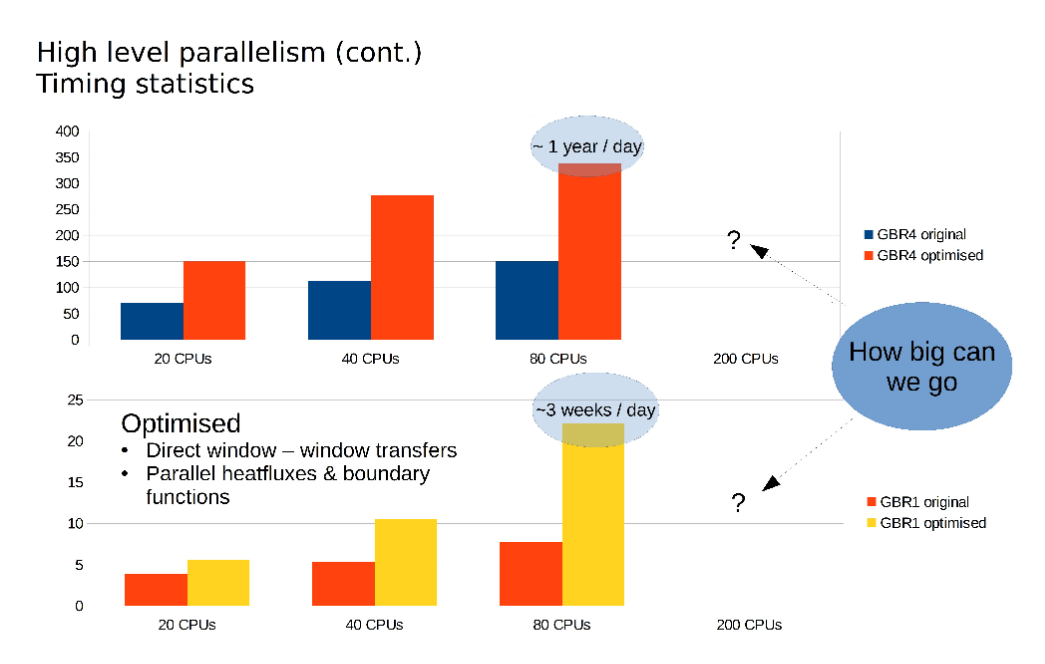 High level parallelism (cont.)
Timing statistics
400
350
300
250
200
150
100
50
0
~ 1 year / day
?
20 CPUs
40 CPUs
80 CPUs
200 CPUs
GBR4 original
GBR4 optimised
How big can
we go
25
20
15
10
5
0
Optimised
• Direct window – window transfers
• Parallel heatfluxes & boundary
functions
~3 weeks / day
?
20 CPUs
40 CPUs
80 CPUs
200 CPUs
GBR1 original
GBR1 optimised